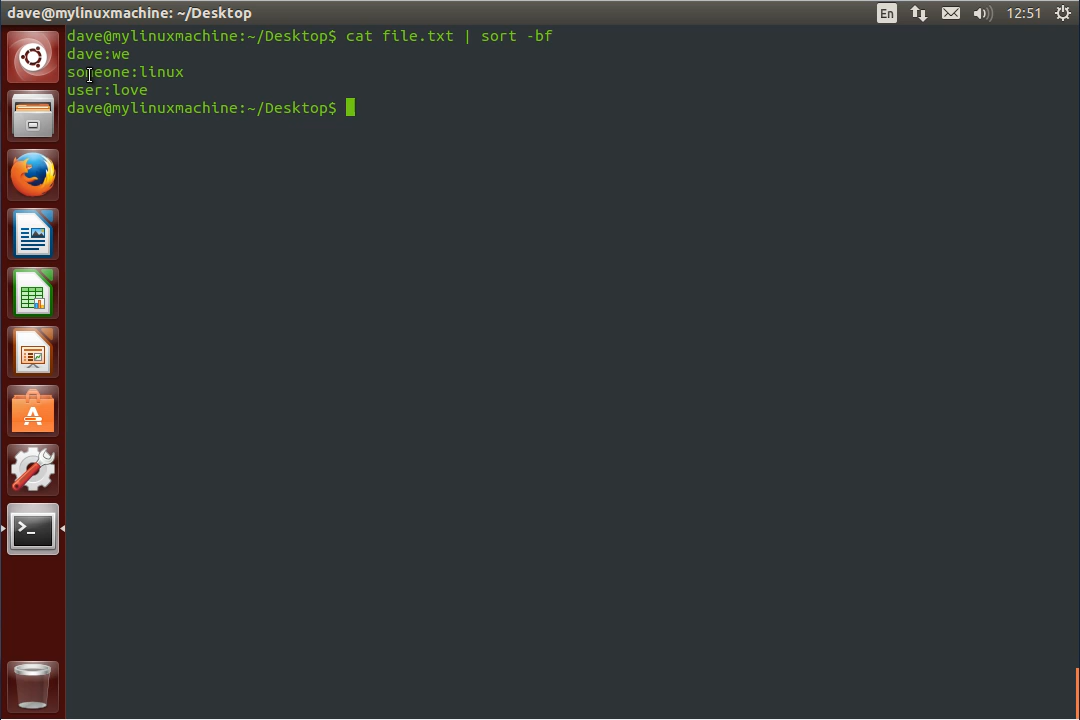 dave@mylinuxmachine: ~/Desktop
En
12:51
dave@mylinuxmachine:~/Desktop$ cat file.txt | sort -bf
dave:we
someone:linux
user:love
dave@mylinuxmachine:~/Desktop$